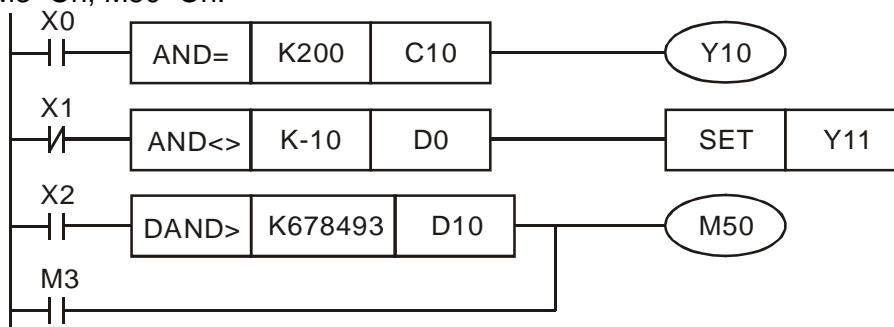 X0
AND= K200 C10 Y10
X1
AND<> K-10 D0 SET Y11
X2
DAND> K678493 D10 M50
M3